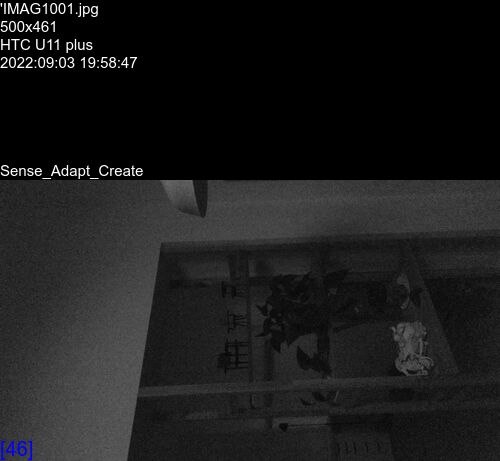 'IMAG1001.jpg
500x461
HTC U11 plus
2022:09:03 19:58:47
Sense_Adapt_Create
[46]